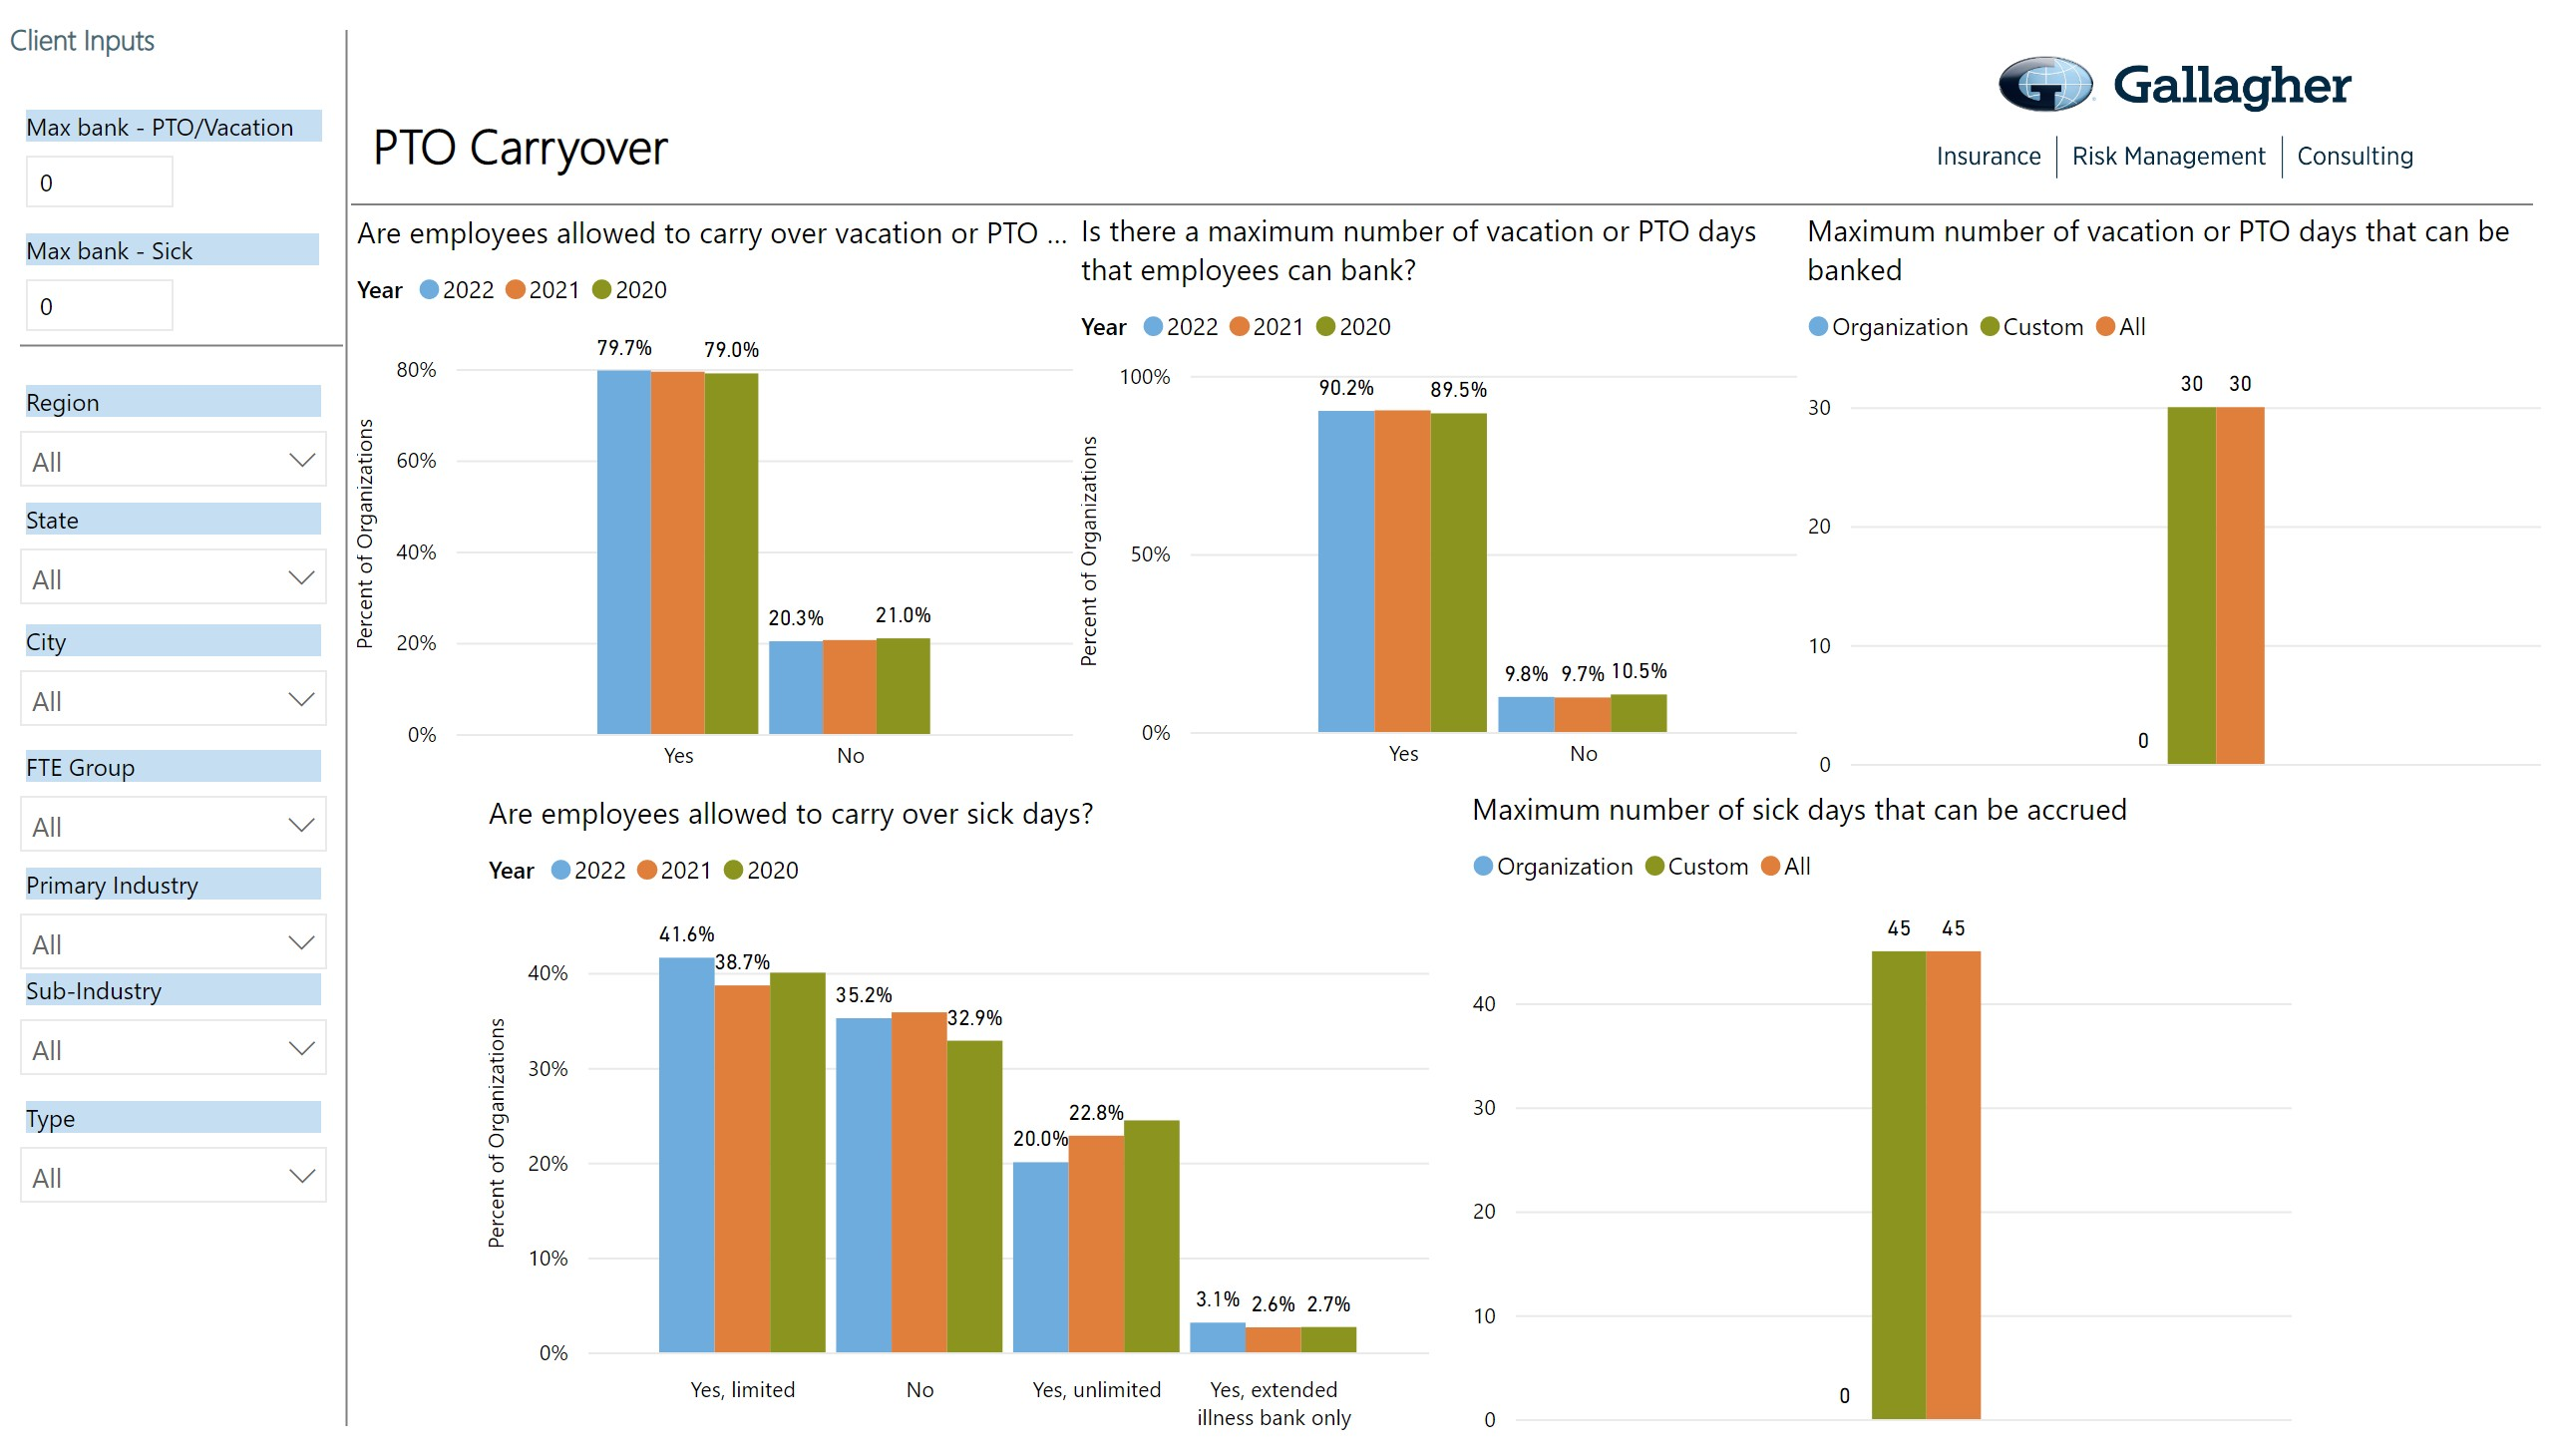 Client Inputs
Max bank - PTO/Vacation
0
Max bank - Sick
0
Region
All
State
All
City
All
FTE Group
All
Primary Industry
All
Sub-Industry
All
Type
All
PTO Carryover
Gallagher
Insurance | Risk Management | Consulting
Are employees allowed to carry over vacation or PTO ...
Year 2022 2021 2020
Percent of Organizations
80%
60%
40%
20%
0%
79.7% 79.0%
20.3% 21.0%
Yes No
Is there a maximum number of vacation or PTO days
that employees can bank?
Year 2022 2021 2020
Percent of Organizations
100%
50%
0%
90.2% 89.5%
9.8% 9.7% 10.5%
Yes No
Maximum number of vacation or PTO days that can be
banked
Organization Custom All
30
20
10
0
0 30 30
Are employees allowed to carry over sick days?
Year 2022 2021 2020
Percent of Organizations
40%
30%
20%
10%
0%
41.6% 38.7%
35.2% 32.9%
20.0% 22.8%
3.1% 2.6% 2.7%
Yes, limited No Yes, unlimited Yes, extended
illness bank only
Maximum number of sick days that can be accrued
Organization Custom All
40
30
20
10
0
0 45 45